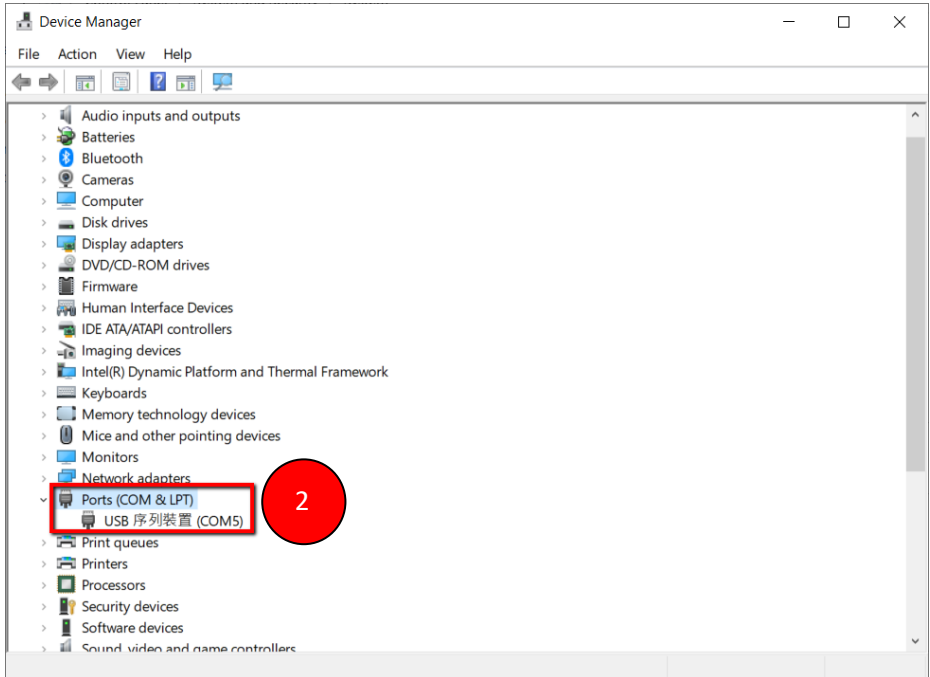 Device Manager
File Action View Help
Audio inputs and outputs
Batteries
Bluetooth
Cameras
Computer
Disk drives
Display adapters
DVD/CD-ROM drives
Firmware
Human Interface Devices
IDE ATA/ATAPI controllers
Imaging devices
Intel(R) Dynamic Platform and Thermal Framework
Keyboards
Memory technology devices
Mice and other pointing devices
Monitors
Network adapters
Ports (COM & LPT)
2
USB 序列裝置 (COM5)
Print queues
Printers
Processors
Security devices
Software devices
Sound, video and game controllers